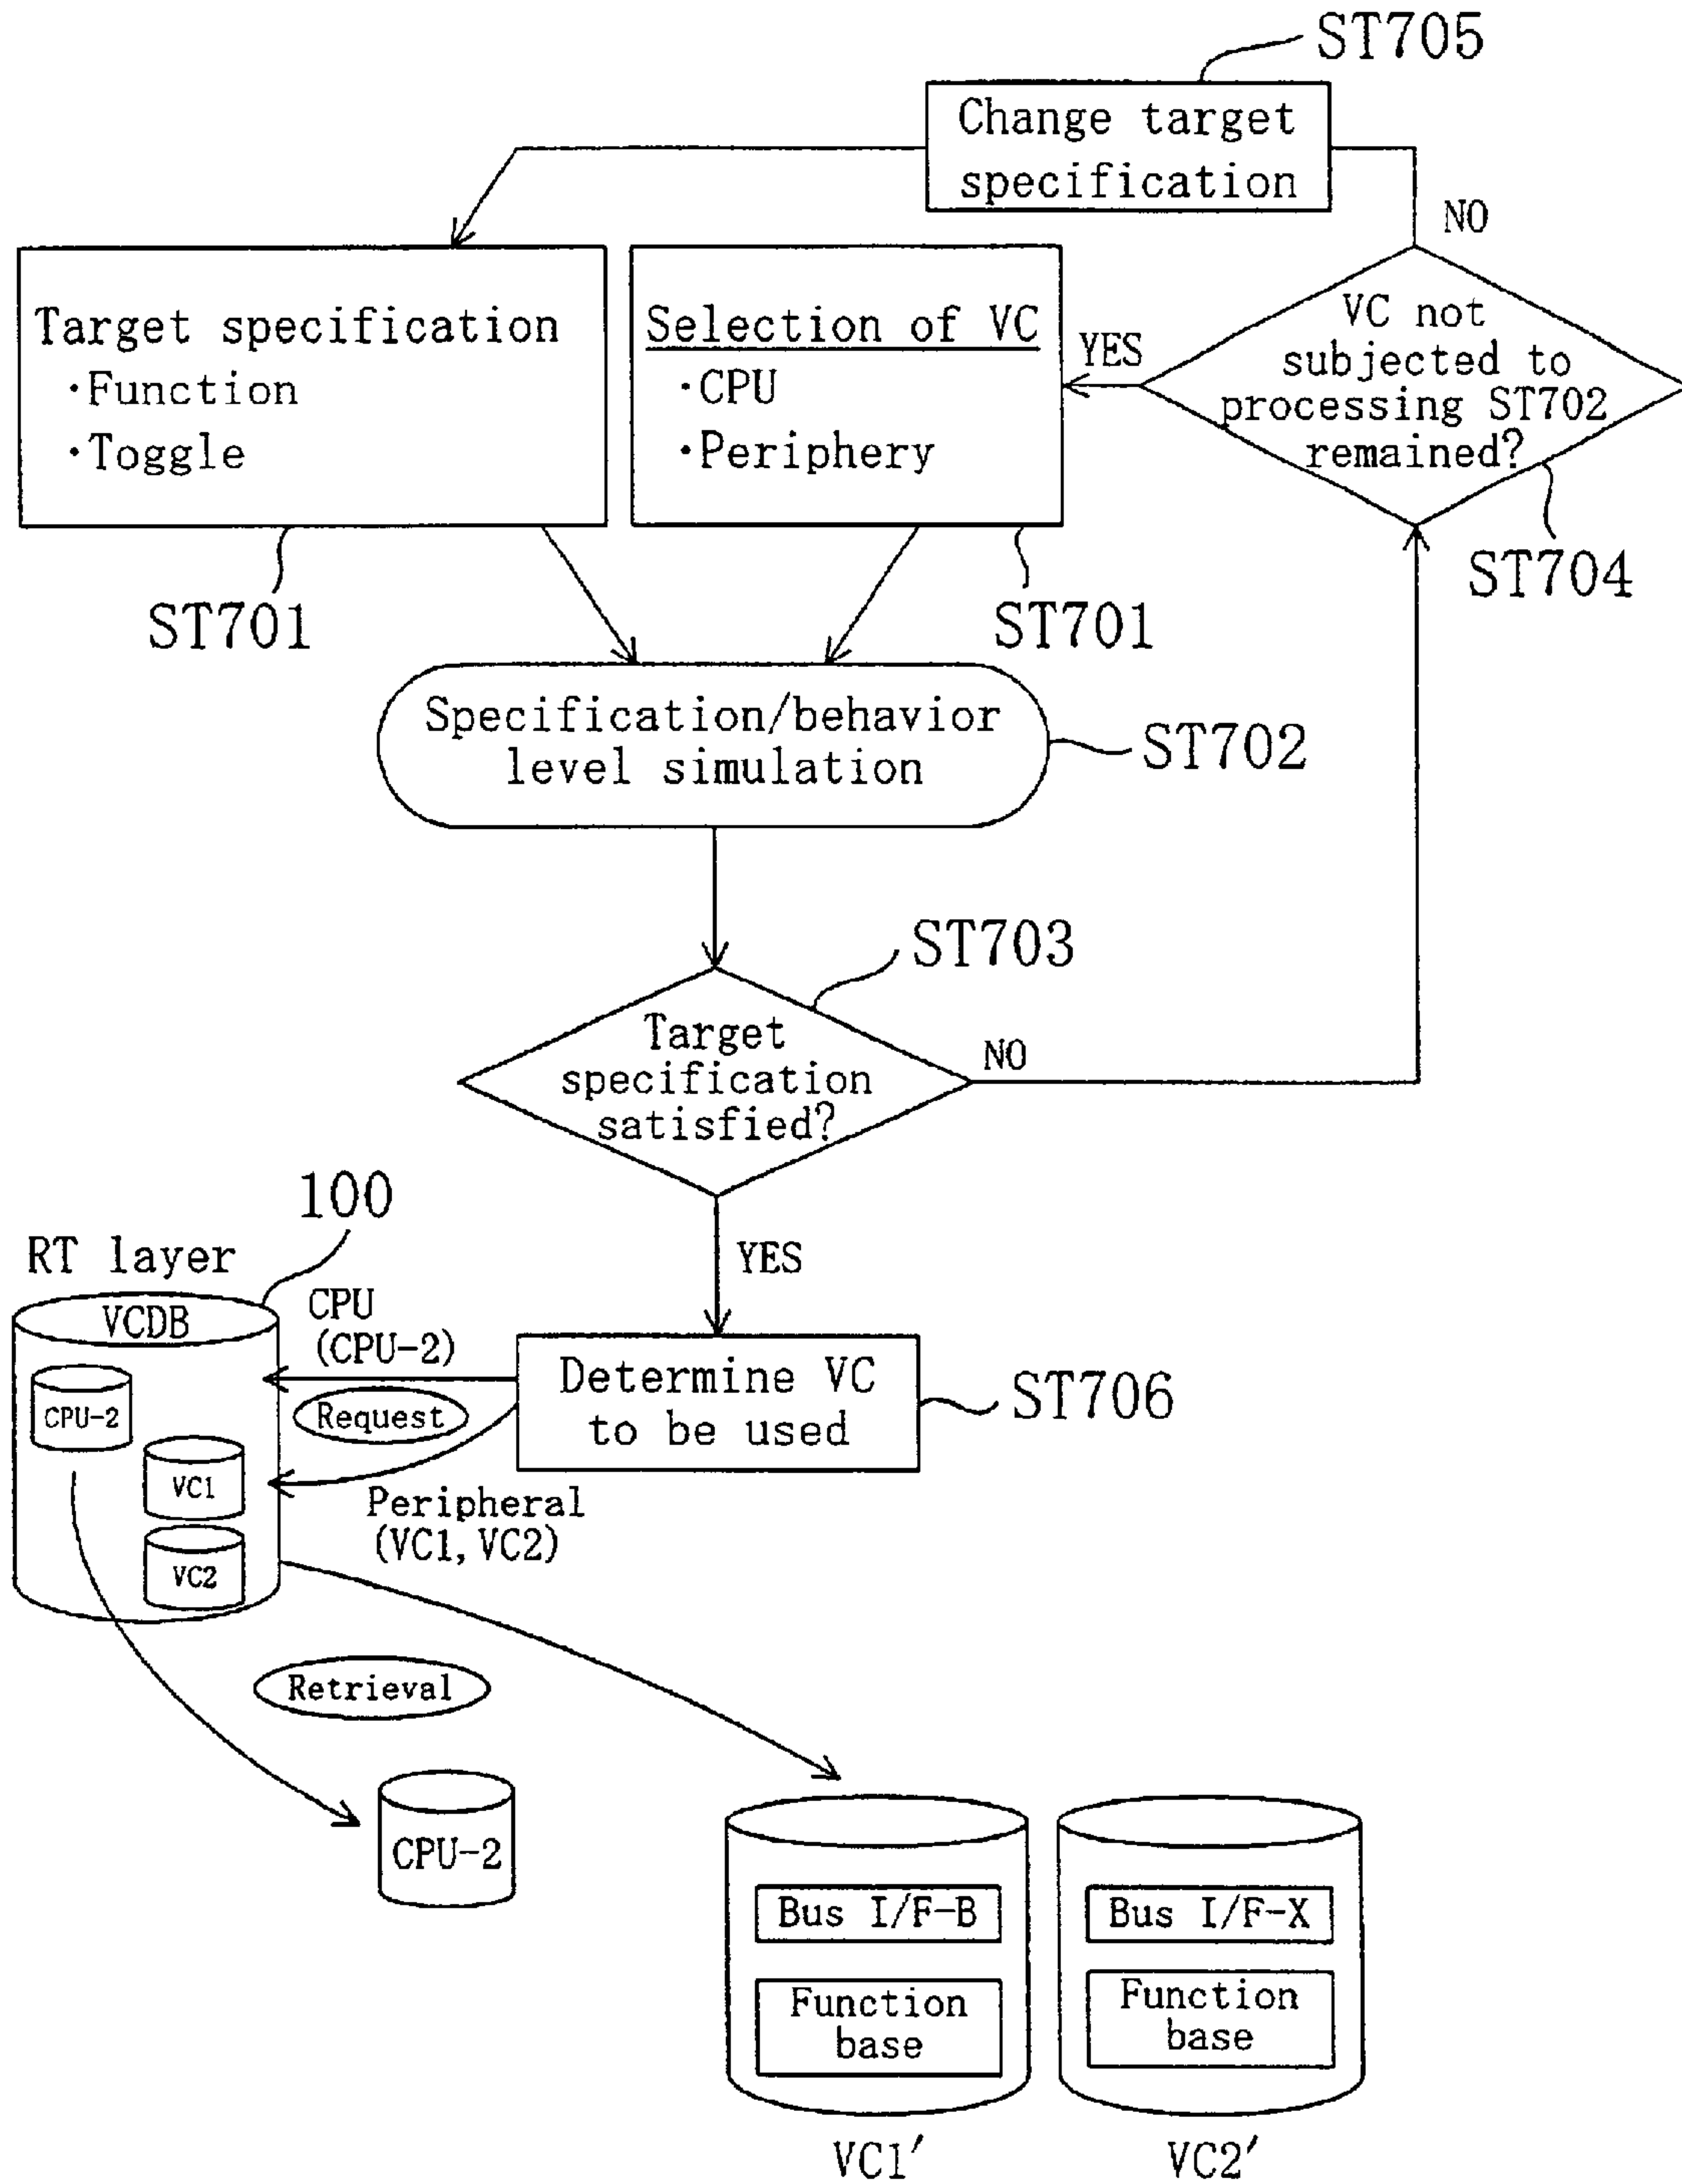 ST705
Change target
specification
NO
Target specification
·Function
·Toggle
Selection of VC
·CPU
·Periphery
YES
VC not
subjected to
processing ST702
remained?
ST701
ST701
ST704
Specification/behavior
level simulation
ST702
ST703
Target
specification
satisfied?
NO
YES
100
RT layer
VCDB
CPU
(CPU-2)
CPU-2
Request
Determine VC
to be used
ST706
VC1
Peripheral
(VC1, VC2)
VC2
Retrieval
CPU-2
Bus I/F-B
Function
base
Bus I/F-X
Function
base
VC1′
VC2′